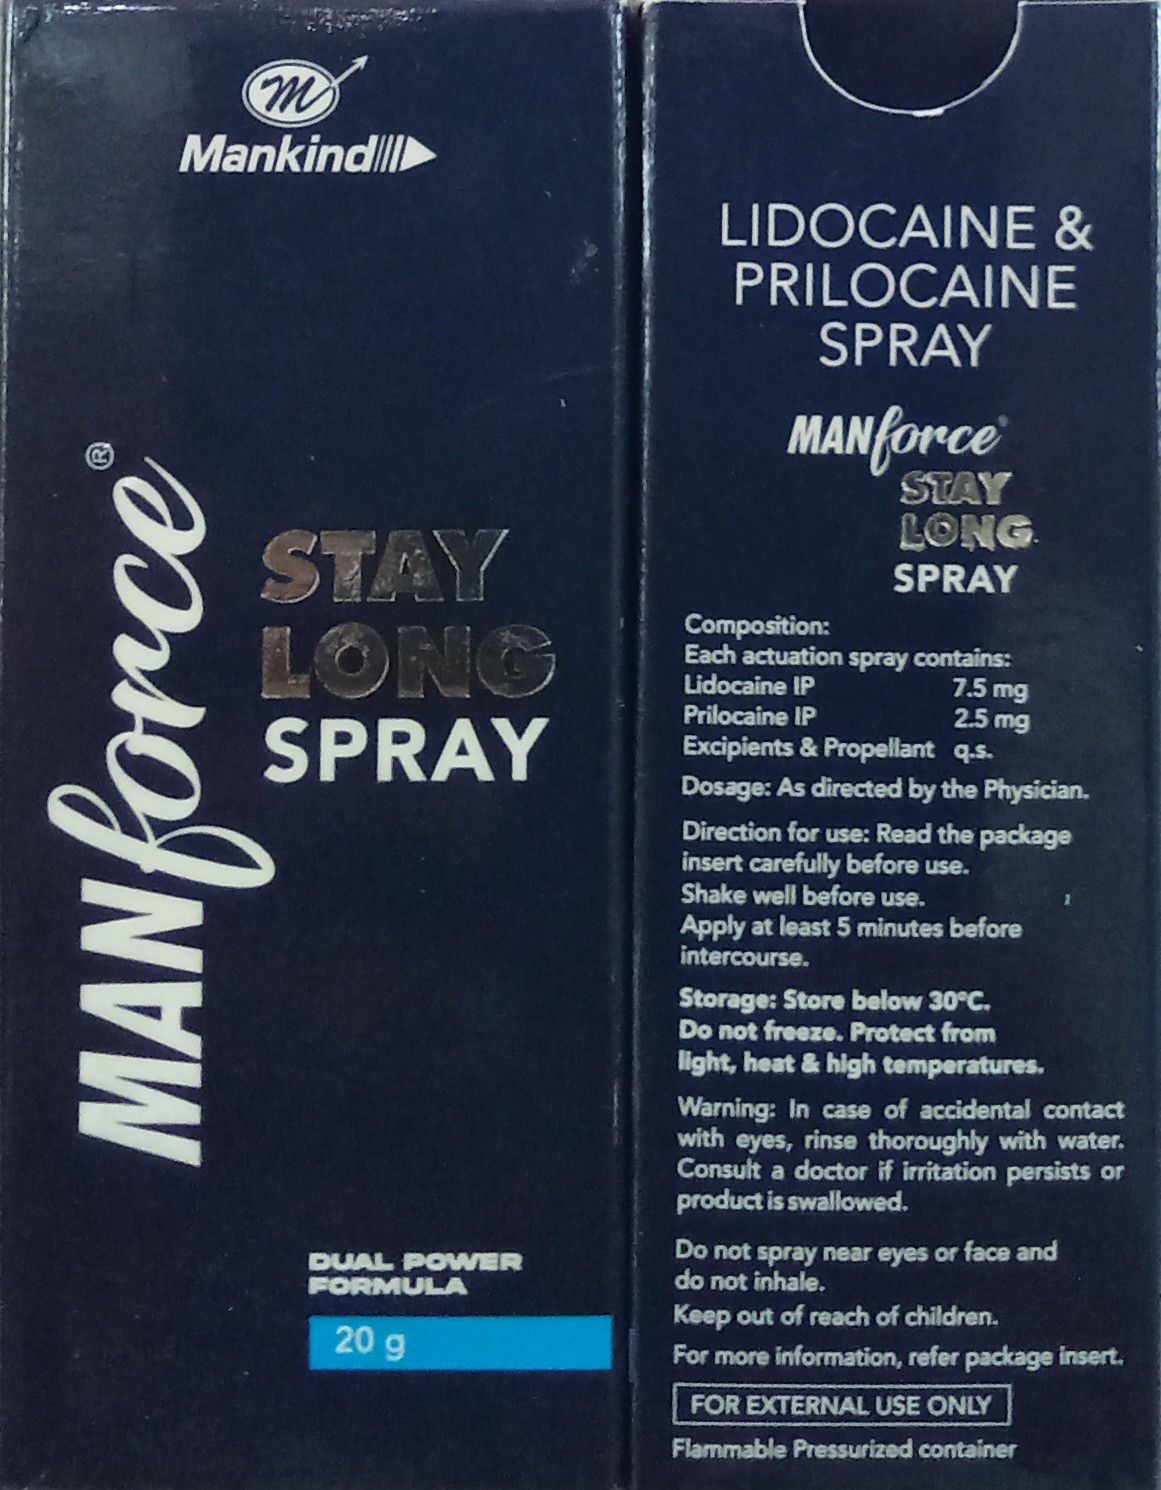 m
Mankind
MANforce®
STAY
LONG
SPRAY
DUAL POWER
FORMULA
20 g
LIDOCAINE &
PRILOCAINE
SPRAY
MANforce®
STAY
LONG
SPRAY
Composition:
Each actuation spray contains:
Lidocaine IP 7.5 mg
Prilocaine IP 2.5 mg
Excipients & Propellant q.s.
Dosage: As directed by the Physician.
Direction for use: Read the package
insert carefully before use.
Shake well before use.
Apply at least 5 minutes before
intercourse.
Storage: Store below 30°C.
Do not freeze. Protect from
light, heat & high temperatures.
Warning: In case of accidental contact
with eyes, rinse thoroughly with water.
Consult a doctor if irritation persists or
product is swallowed.
Do not spray near eyes or face and
do not inhale.
Keep out of reach of children.
For more information, refer package insert.
FOR EXTERNAL USE ONLY
Flammable Pressurized container